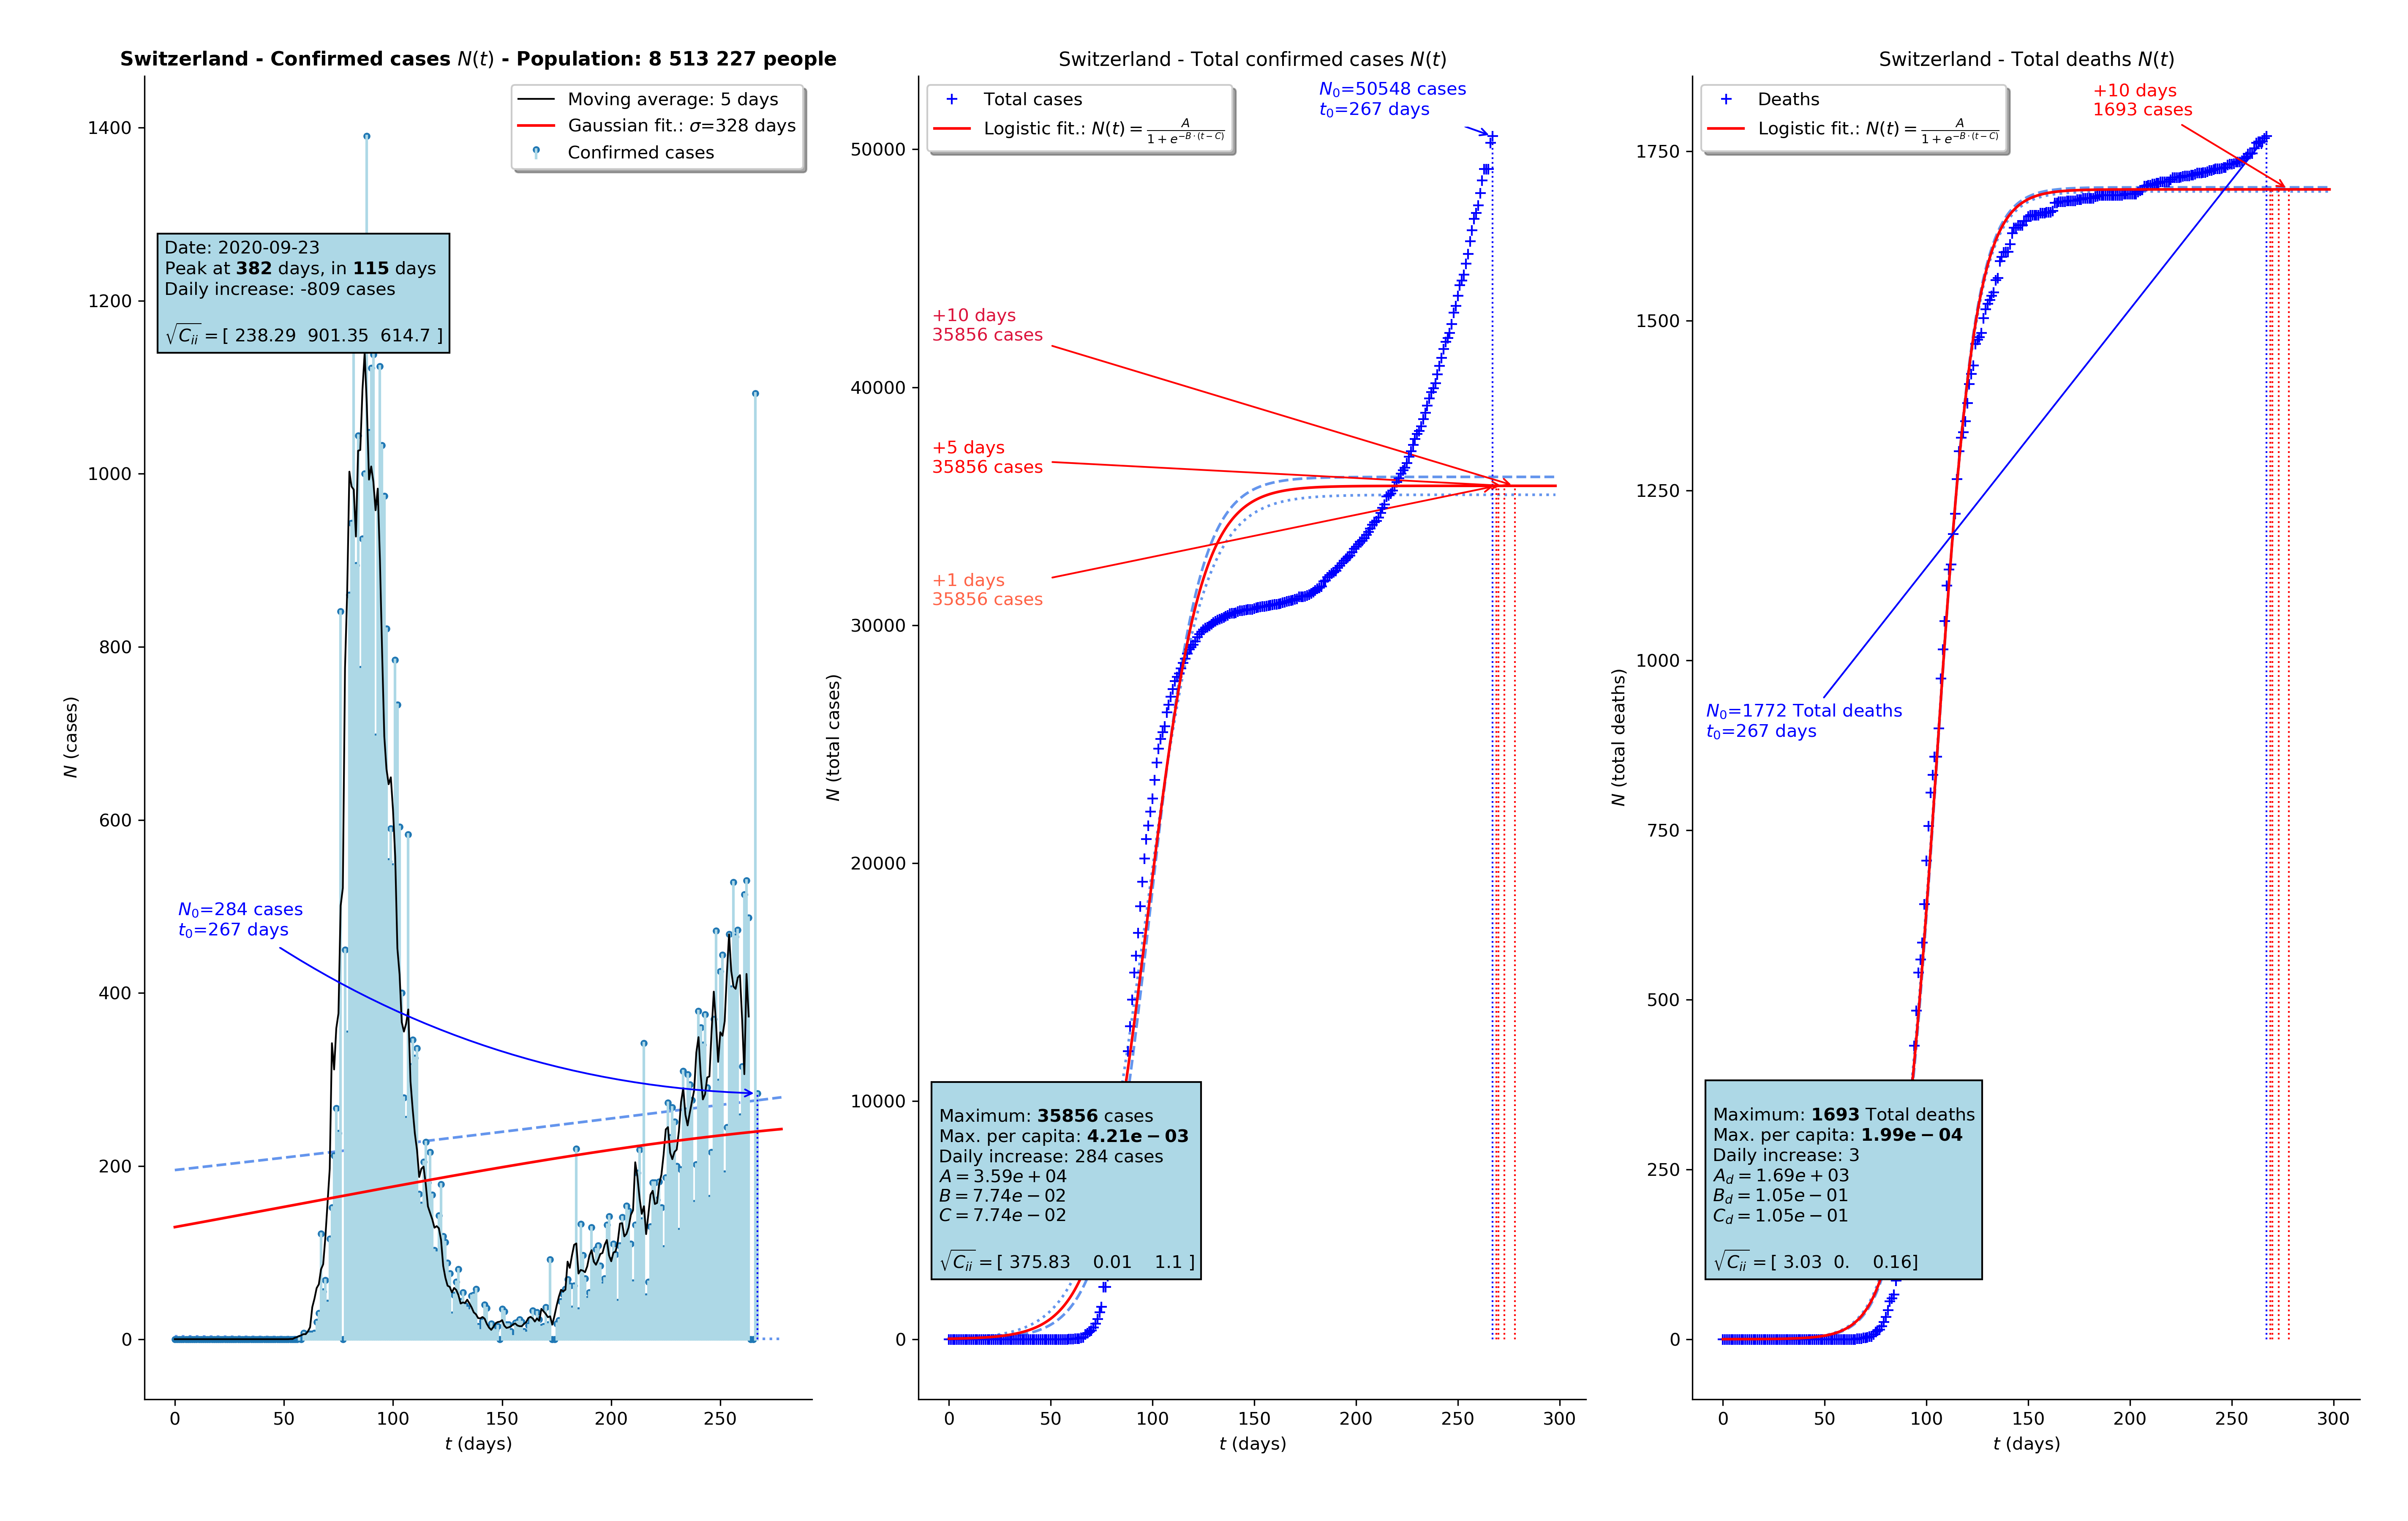 Switzerland - Confirmed cases N(t) - Population: 8 513 227 people
Moving average: 5 days
Gaussian fit.: σ=328 days
Confirmed cases
Date: 2020-09-23
Peak at 382 days, in 115 days
Daily increase: -809 cases
√C_ii = [ 238.29 901.35 614.7 ]
N₀=284 cases
t₀=267 days
1400
1200
1000
800
600
400
200
0
N (cases)
0 50 100 150 200 250
t (days)
Switzerland - Total confirmed cases N(t)
Total cases
Logistic fit.: N(t) = A / (1 + e^(−B·(t−C)))
N₀=50548 cases
t₀=267 days
+10 days
35856 cases
+5 days
35856 cases
+1 days
35856 cases
Maximum: 35856 cases
Max. per capita: 4.21e − 03
Daily increase: 284 cases
A = 3.59e + 04
B = 7.74e − 02
C = 7.74e − 02
√C_ii = [ 375.83 0.01 1.1 ]
50000
40000
30000
20000
10000
0
N (total cases)
0 50 100 150 200 250 300
t (days)
Switzerland - Total deaths N(t)
Deaths
Logistic fit.: N(t) = A / (1 + e^(−B·(t−C)))
+10 days
1693 cases
N₀=1772 Total deaths
t₀=267 days
Maximum: 1693 Total deaths
Max. per capita: 1.99e − 04
Daily increase: 3
A_d = 1.69e + 03
B_d = 1.05e − 01
C_d = 1.05e − 01
√C_ii = [ 3.03 0. 0.16]
1750
1500
1250
1000
750
500
250
0
N (total deaths)
0 50 100 150 200 250 300
t (days)